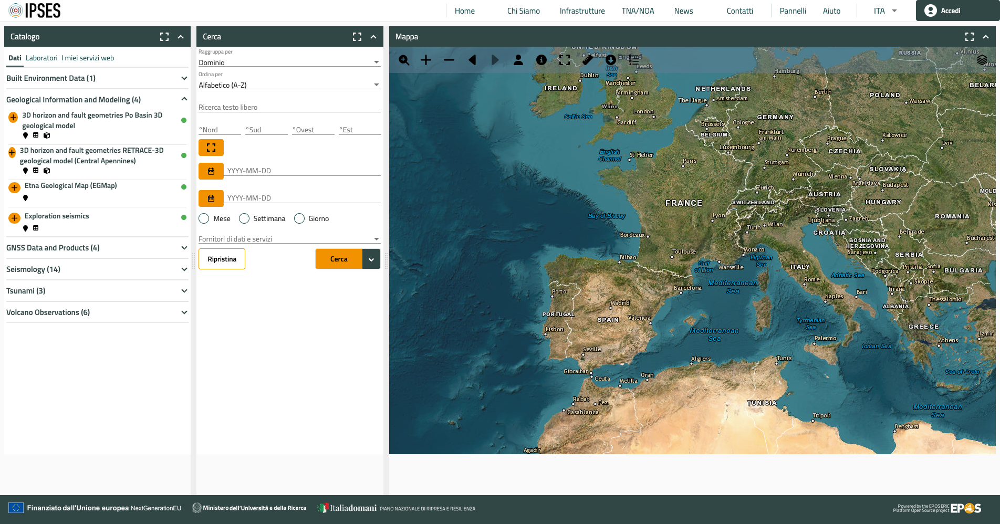 IPSES
Home
Chi Siamo
Infrastrutture
TNA/NOA
News
Contatti
Pannelli
Aiuto
ITA
Accedi
Catalogo
Dati
Laboratori
I miei servizi web
Built Environment Data (1)
Geological Information and Modeling (4)
3D horizon and fault geometries Po Basin 3D
geological model
3D horizon and fault geometries RETRACE-3D
geological model (Central Apennines)
Etna Geological Map (EGMap)
Exploration seismics
GNSS Data and Products (4)
Seismology (14)
Tsunami (3)
Volcano Observations (6)
Cerca
Raggruppa per
Dominio
Ordina per
Alfabetico (A-Z)
Ricerca testo libero
°Nord
°Sud
°Ovest
°Est
YYYY-MM-DD
YYYY-MM-DD
Mese
Settimana
Giorno
Fornitori di dati e servizi
Ripristina
Cerca
Mappa
UNITED KINGDOM
Belfast
England
RUSSIA
Vilnius
Mins
Irish
Sea
Leeds
Hamburg
Dublin
Manchester
IRELAND
Birmingham
NETHERLANDS
BELAR
Berlin
POLAND
Warsaw
The Hague
Amsterdam
Wales
London
Celtic Sea
Cardiff
GERMANY
Brussels
Cologne
BELGIUM
Frankfurt
am Main
Katowice
Prague
Lviv
Luxembourg
Nuremberg
CZECHIA
English
Channel
St Helier
Paris
Stuttgart
SLOVAKIA
Munich
Vienna
Bratislava
Budapest
Zurich
AUSTRIA
MOLD
FRANCE
SWITZERLAND
HUNGARY
Kis
SLOVENIA
Bay of Biscay
Lyon
Ljubljana
Zagreb
ROMANIA
Turin
Milan
Bordeaux
CROATIA
Belgrade
BOSNIA AND
HERZEGOVINA
Bucharest
Monaco
Toulouse
Sarajevo
SERBIA
Bilbao
Ligurian
Sea
Gulf
of Lion
Marseille
ITALY
Podgorica
Pristina
Sofia
BULGARIA
Adriatic Sea
Mediterranean
Sea
Rome
Skopje
Barcelona
Tirana
Porto
Bari
Naples
Thessaloniki
Madrid
ALBANIA
PORTUGAL
SPAIN
Valencia
Tyrrhenian
Sea
GREECE
Lisbon
Mediterranean
Sea
Izmir
Palermo
Athens
Seville
Ionian Sea
Algiers
Tunis
Gibraltar
Ceuta
Oran
Melilla
Sea of Crete
Rabat
Fez
TUNISIA
Casablanca
Mediterranean
Sea
Tripoli
Benghazi
Agadir
Finanziato dall'Unione europea NextGenerationEU
Ministero dell'Università e della Ricerca
Italiadomani PIANO NAZIONALE DI RIPRESA E RESILIENZA
Powered by the EPOS ERIC
Platform Open Source project
EPOS